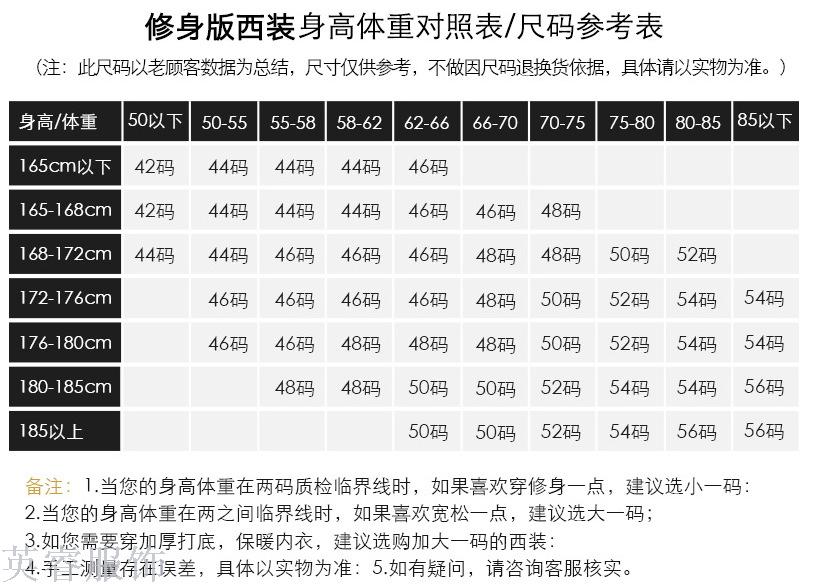 修身版西装身高体重对照表/尺码参考表
（注：此尺码以老顾客数据为总结，尺寸仅供参考，不做因尺码退换货依据，具体请以实物为准。）
身高/体重 50以下 50-55 55-58 58-62 62-66 66-70 70-75 75-80 80-85 85以下
165cm以下 42码 44码 44码 44码 46码
165-168cm 42码 44码 44码 44码 46码 46码 48码
168-172cm 44码 44码 46码 46码 46码 48码 48码 50码 52码
172-176cm 46码 46码 46码 46码 48码 50码 52码 54码 54码
176-180cm 46码 46码 48码 48码 48码 50码 52码 54码 54码
180-185cm 48码 48码 50码 50码 52码 54码 54码 56码
185以上 50码 50码 52码 54码 56码 56码
备注：1.当您的身高体重在两码质检临界线时，如果喜欢穿修身一点，建议选小一码：
2.当您的身高体重在两之间临界线时，如果喜欢宽松一点，建议选大一码；
3.如您需要穿加厚打底，保暖内衣，建议选购加大一码的西装：
4.手工测量存在误差，具体以实物为准：5.如有疑问，请咨询客服核实。
英睿服饰